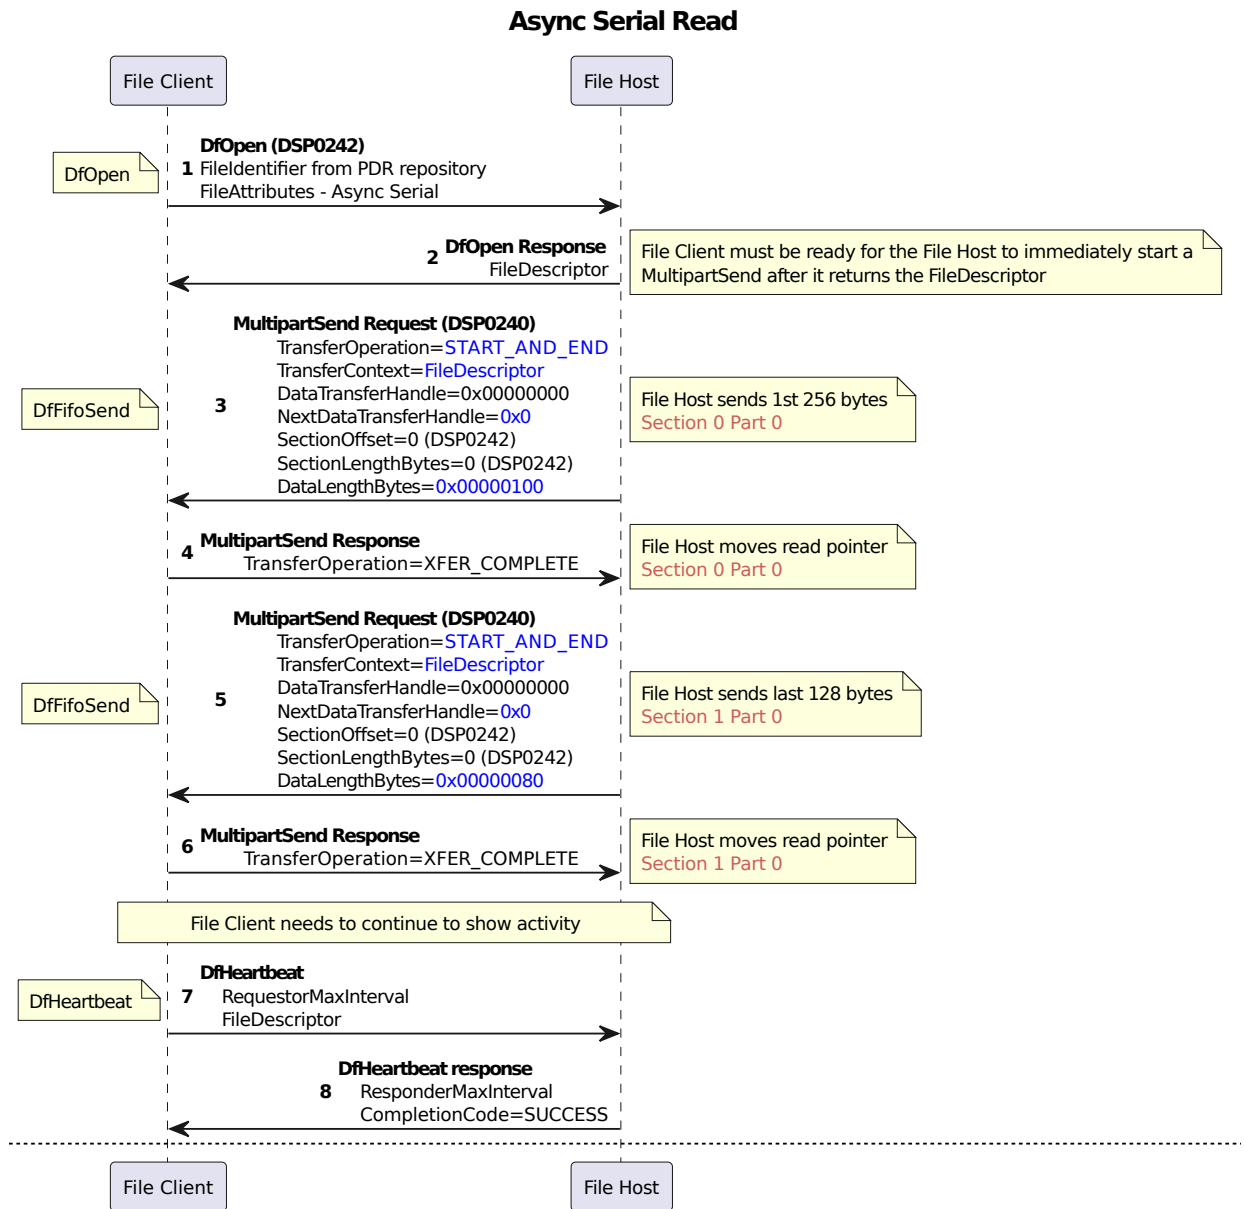 Async Serial Read
File Client
File Host
DfOpen
1
DfOpen (DSP0242)
FileIdentifier from PDR repository
FileAttributes - Async Serial
2
DfOpen Response
FileDescriptor
File Client must be ready for the File Host to immediately start a
MultipartSend after it returns the FileDescriptor
DfFifoSend
3
MultipartSend Request (DSP0240)
TransferOperation=START_AND_END
TransferContext=FileDescriptor
DataTransferHandle=0x00000000
NextDataTransferHandle=0x0
SectionOffset=0 (DSP0242)
SectionLengthBytes=0 (DSP0242)
DataLengthBytes=0x00000100
File Host sends 1st 256 bytes
Section 0 Part 0
4
MultipartSend Response
TransferOperation=XFER_COMPLETE
File Host moves read pointer
Section 0 Part 0
DfFifoSend
5
MultipartSend Request (DSP0240)
TransferOperation=START_AND_END
TransferContext=FileDescriptor
DataTransferHandle=0x00000000
NextDataTransferHandle=0x0
SectionOffset=0 (DSP0242)
SectionLengthBytes=0 (DSP0242)
DataLengthBytes=0x00000080
File Host sends last 128 bytes
Section 1 Part 0
6
MultipartSend Response
TransferOperation=XFER_COMPLETE
File Host moves read pointer
Section 1 Part 0
File Client needs to continue to show activity
DfHeartbeat
7
DfHeartbeat
RequestorMaxInterval
FileDescriptor
8
DfHeartbeat response
ResponderMaxInterval
CompletionCode=SUCCESS
File Client
File Host